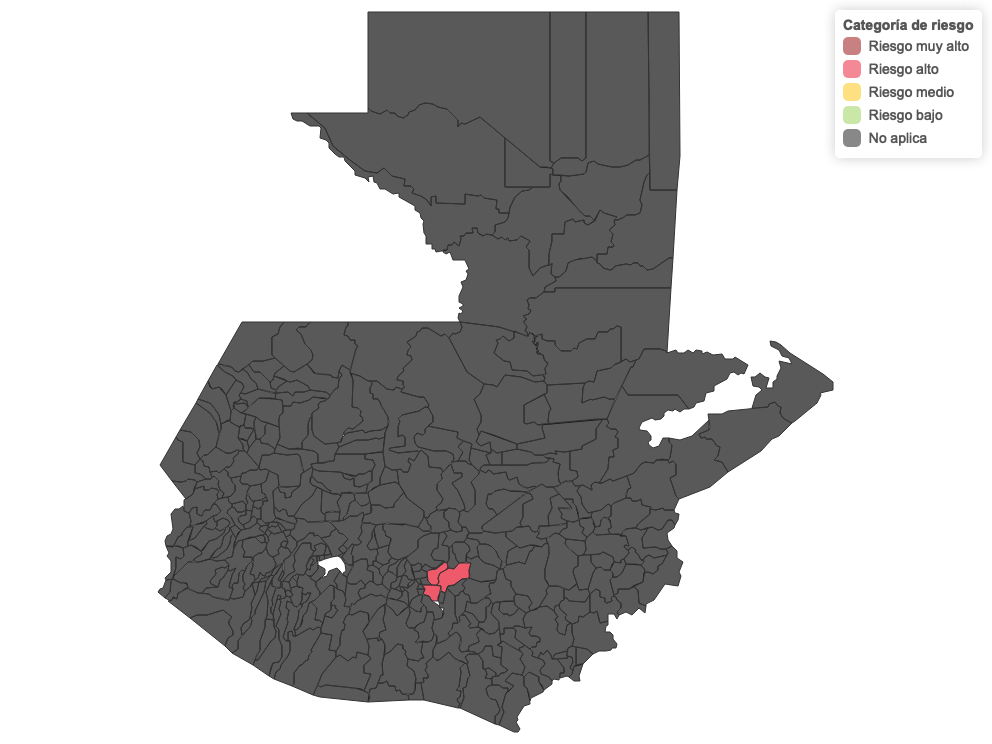 Categoría de riesgo
Riesgo muy alto
Riesgo alto
Riesgo medio
Riesgo bajo
No aplica